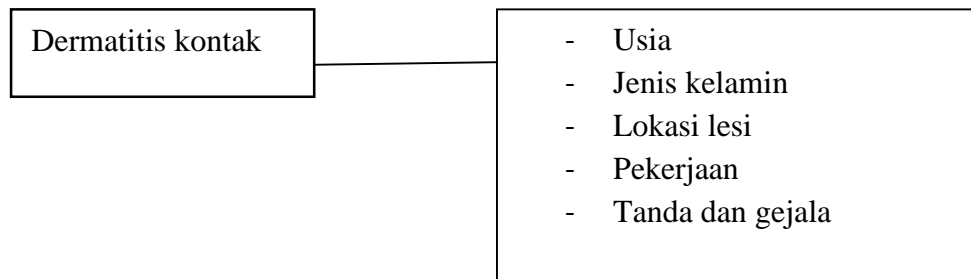 Dermatitis kontak
- Usia
- Jenis kelamin
- Lokasi lesi
- Pekerjaan
- Tanda dan gejala